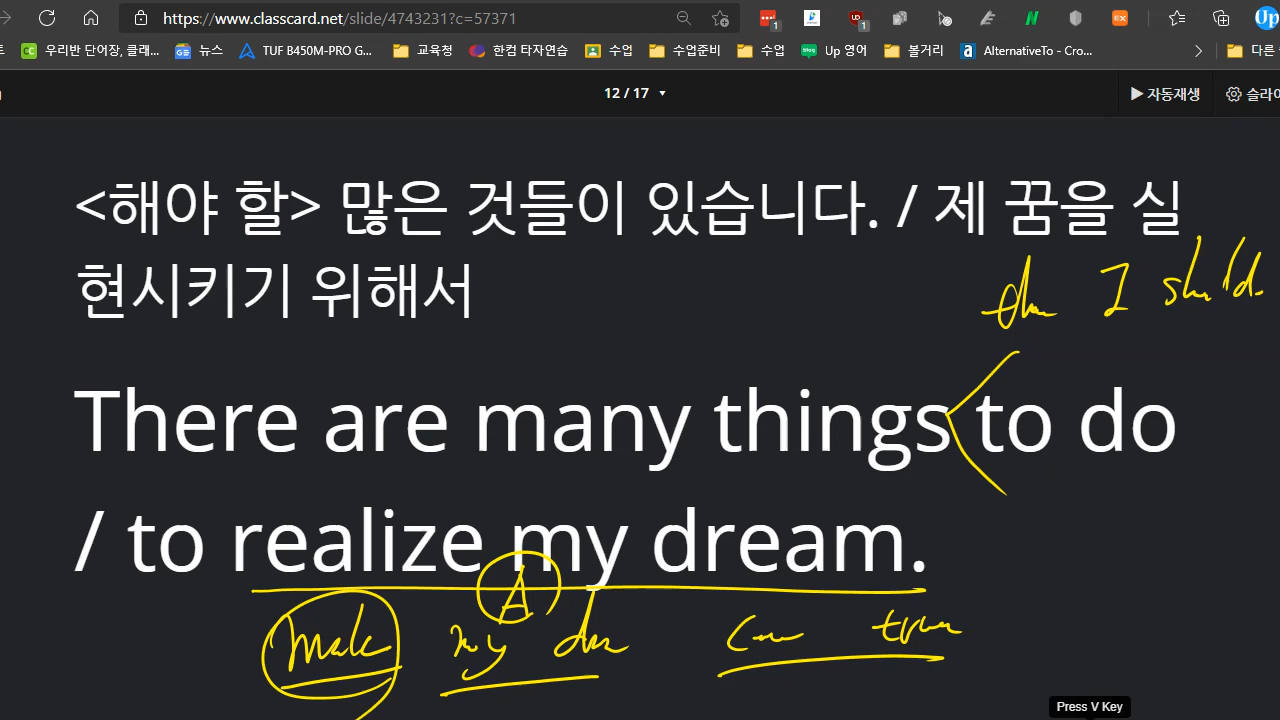 https://www.classcard.net/slide/4743231?c=57371
우리반 단어장, 클래... 뉴스 TUF B450M-PRO G... 교육청 한컴 타자연습 수업 수업준비 수업 Up 영어 볼거리 AlternativeTo - Cro... 다른
12 / 17 자동재생 슬라이
<해야 할> 많은 것들이 있습니다. / 제 꿈을 실
현시키기 위해서
I should
There are many things to do
/ to realize my dream.
A
make my come true
Press V Key